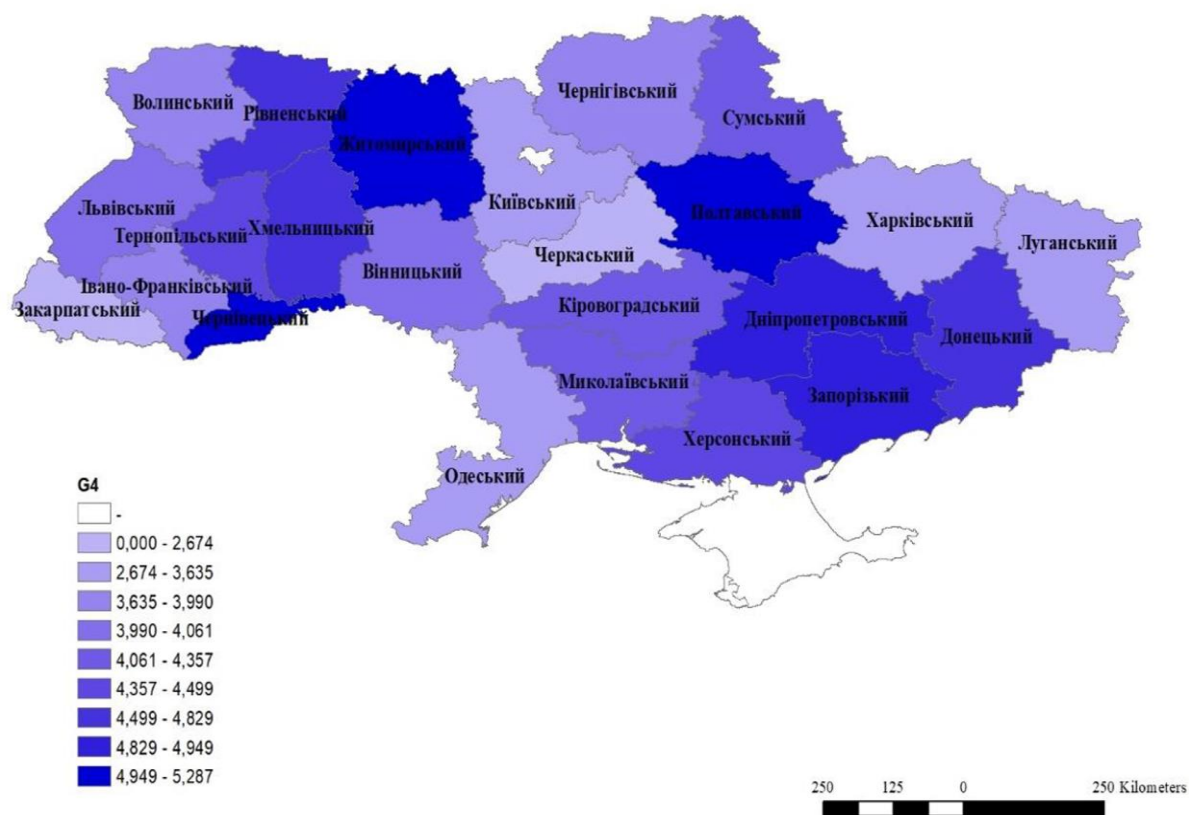 Чернігівський
Волинський
Рівненський
Сумський
Житомирський
Київський
Полтавський
Львівський
Тернопільський
Хмельницький
Харківський
Луганський
Черкаський
Вінницький
Івано-Франківський
Закарпатський
Чернівецький
Кіровоградський
Дніпропетровський
Донецький
Миколаївський
Запорізький
Херсонський
Одеський
G4
-
0,000 - 2,674
2,674 - 3,635
3,635 - 3,990
3,990 - 4,061
4,061 - 4,357
4,357 - 4,499
4,499 - 4,829
4,829 - 4,949
4,949 - 5,287
250 125 0 250 Kilometers